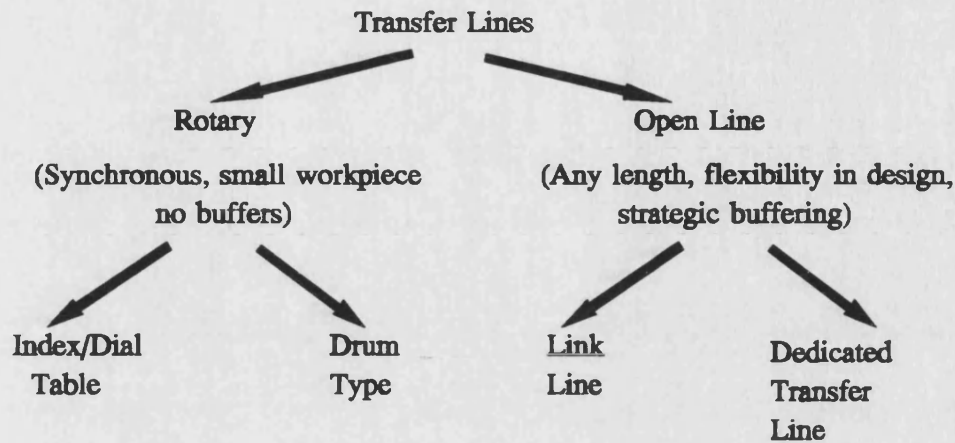 Transfer Lines
Rotary
Open Line
(Synchronous, small workpiece
no buffers)
(Any length, flexibility in design,
strategic buffering)
Index/Dial
Table
Drum
Type
Link
Line
Dedicated
Transfer
Line